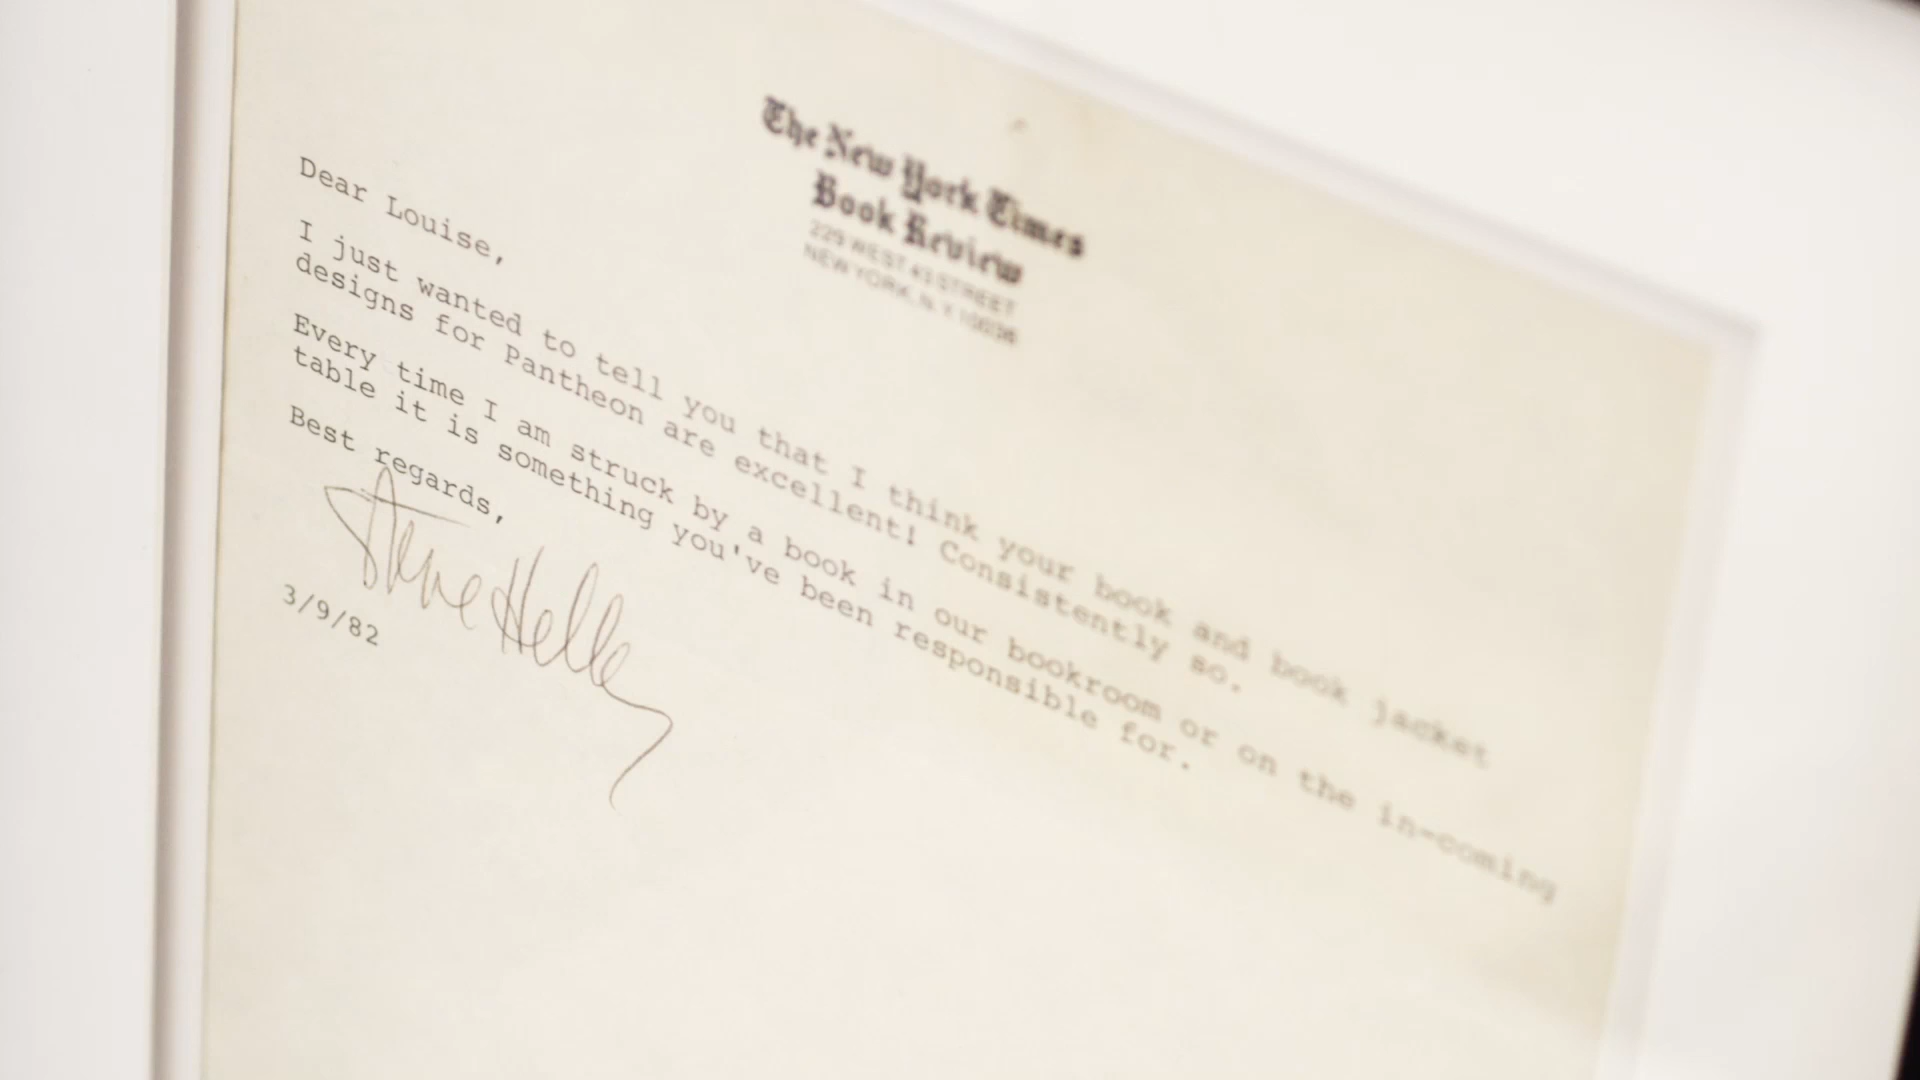 The New York Times
Book Review
229 WEST 43 STREET
NEW YORK, N.Y. 10036
Dear Louise,
I just wanted to tell you that I think your book and book jacket
designs for Pantheon are excellent! Consistently so.
Every time I am struck by a book in our bookroom or on the in-coming
table it is something you've been responsible for.
Best regards,
Steve Heller
3/9/82